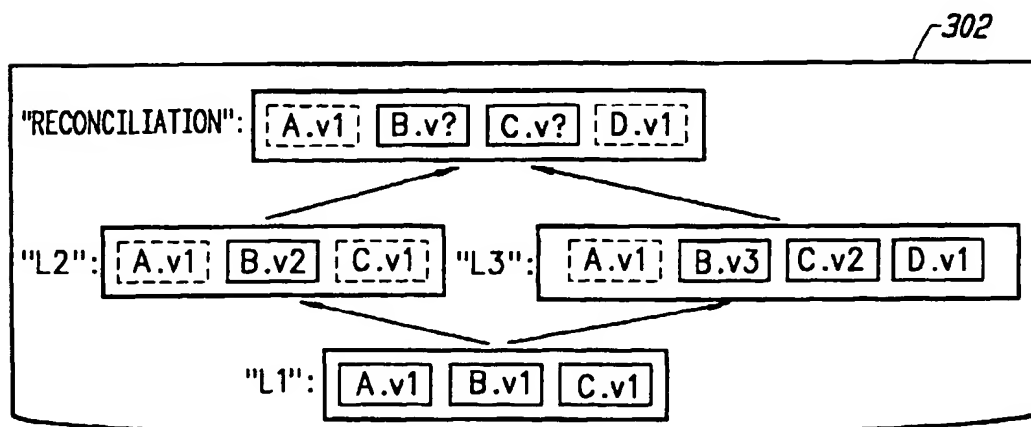 302
"RECONCILIATION": A.v1 B.v? C.v? D.v1
"L2": A.v1 B.v2 C.v1 "L3": A.v1 B.v3 C.v2 D.v1
"L1": A.v1 B.v1 C.v1